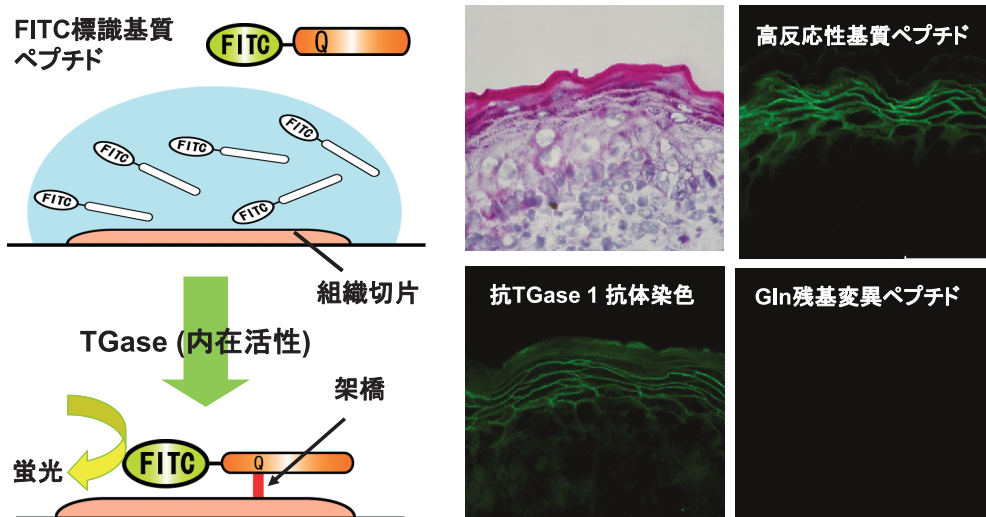 FITC標識基質
ペプチド
FITC
Q
FITC
FITC
FITC
FITC
FITC
組織切片
TGase (内在活性)
架橋
蛍光
FITC
Q
高反応性基質ペプチド
抗TGase 1 抗体染色
Gln残基変異ペプチド